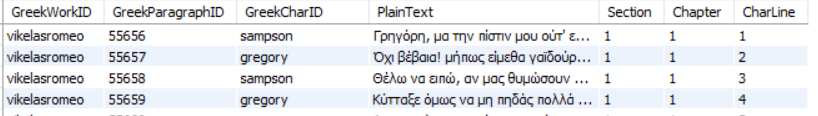 GreekWorkID GreekParagraphID GreekCharID PlainText Section Chapter CharLine
vikelasromeo 55656 sampson Γρηγόρη, μα την πίστιν μου ούτ' ε... 1 1 1
vikelasromeo 55657 gregory Όχι βέβαια! μήπως είμεθα γαϊδούρ... 1 1 2
vikelasromeo 55658 sampson Θέλω να ειπώ, αν μας θυμώσουν ... 1 1 3
vikelasromeo 55659 gregory Κύτταξε όμως να μη πηδάς πολλά ... 1 1 4